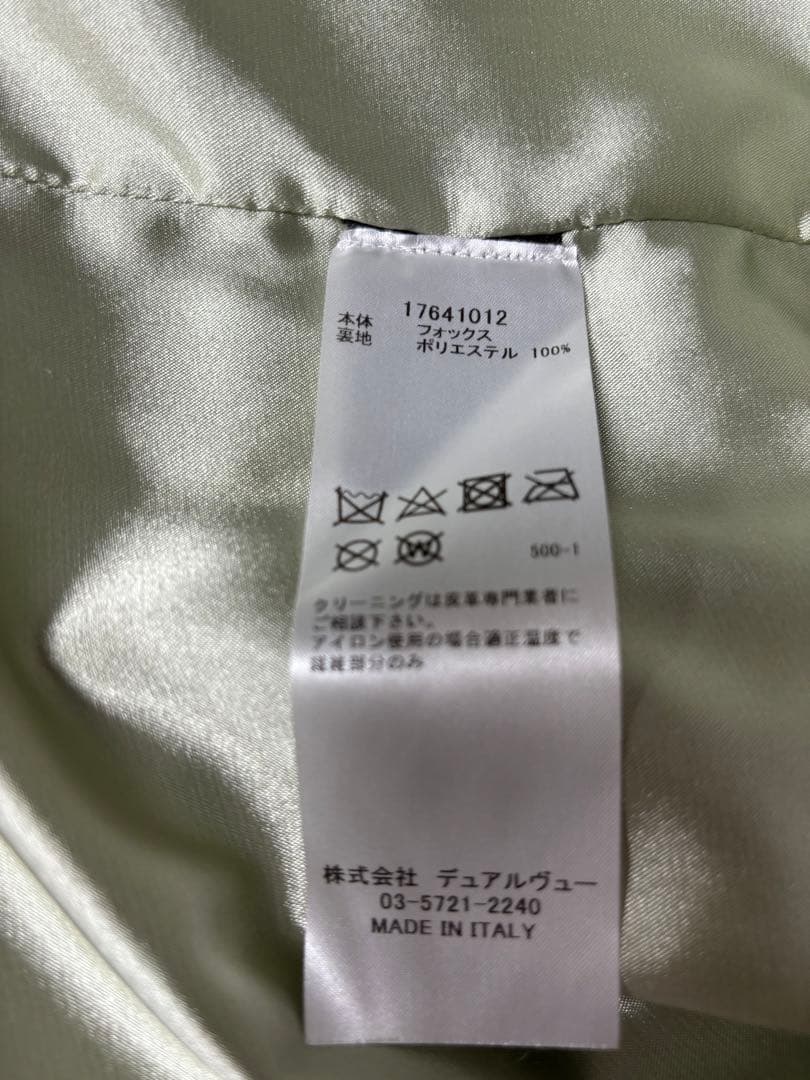 17641012
本体 フォックス
裏地 ポリエステル 100%
W
500-1
クリーニングは皮革専門業者に
ご相談下さい。
アイロン使用の場合適正温度で
繊維部分のみ
株式会社 デュアルヴュー
03-5721-2240
MADE IN ITALY